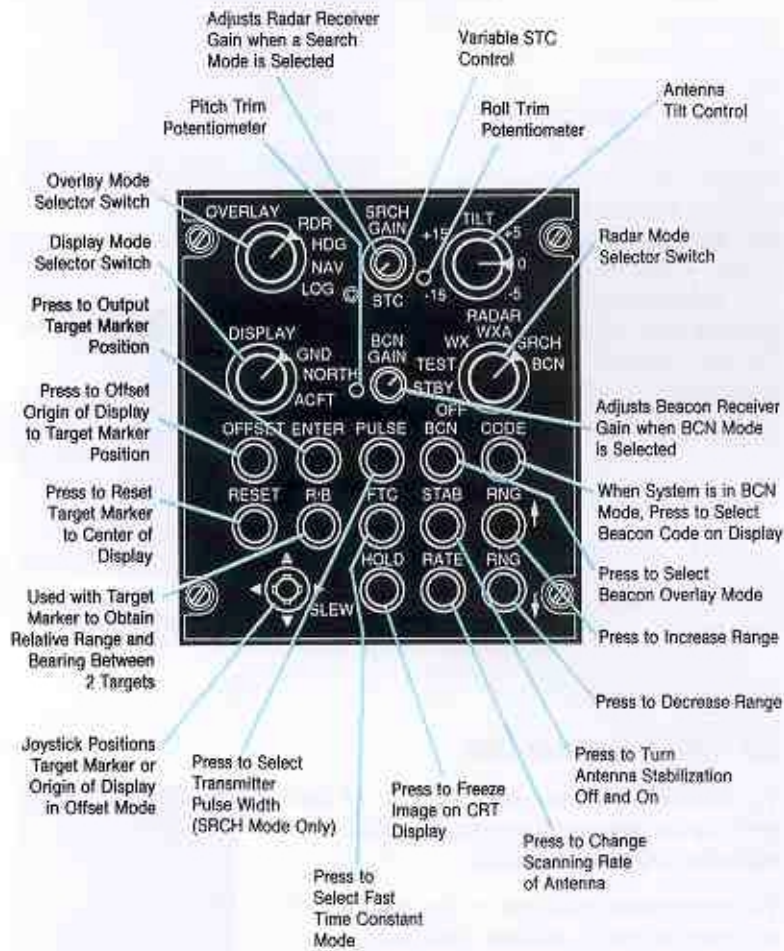 Adjusts Radar Receiver
Gain when a Search
Mode is Selected
Variable STC
Control
Pitch Trim
Potentiometer
Roll Trim
Potentiometer
Antenna
Tilt Control
Overlay Mode
Selector Switch
Display Mode
Selector Switch
Press to Output
Target Marker
Position
Press to Offset
Origin of Display
to Target Marker
Position
Press to Reset
Target Marker
to Center of
Display
Used with Target
Marker to Obtain
Relative Range and
Bearing Between
2 Targets
Joystick Positions
Target Marker or
Origin of Display
in Offset Mode
OVERLAY
RDR
HDG
NAV
LOG
SRCH
GAIN
STC
+15
-15
TILT
+5
0
-5
DISPLAY
GND
NORTH
ACFT
BCN
GAIN
RADAR
WXA
WX
SRCH
TEST
BCN
STBY
OFF
OFFSET ENTER PULSE BCN CODE
RESET R·B FTC STAB RNG
HOLD RATE RNG
SLEW
Radar Mode
Selector Switch
Adjusts Beacon Receiver
Gain when BCN Mode
is Selected
When System is in BCN
Mode, Press to Select
Beacon Code on Display
Press to Select
Beacon Overlay Mode
Press to Increase Range
Press to Decrease Range
Press to Turn
Antenna Stabilization
Off and On
Press to Select
Transmitter
Pulse Width
(SRCH Mode Only)
Press to Freeze
Image on CRT
Display
Press to Change
Scanning Rate
of Antenna
Press to
Select Fast
Time Constant
Mode